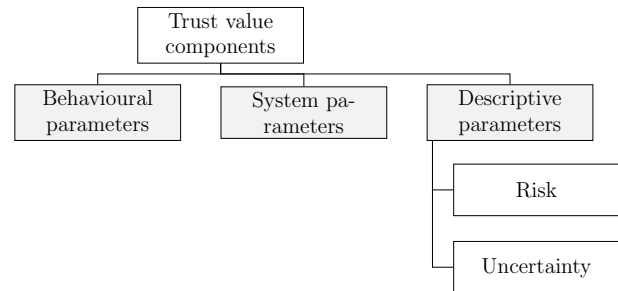 Trust value
components
Behavioural
parameters
System pa-
rameters
Descriptive
parameters
Risk
Uncertainty